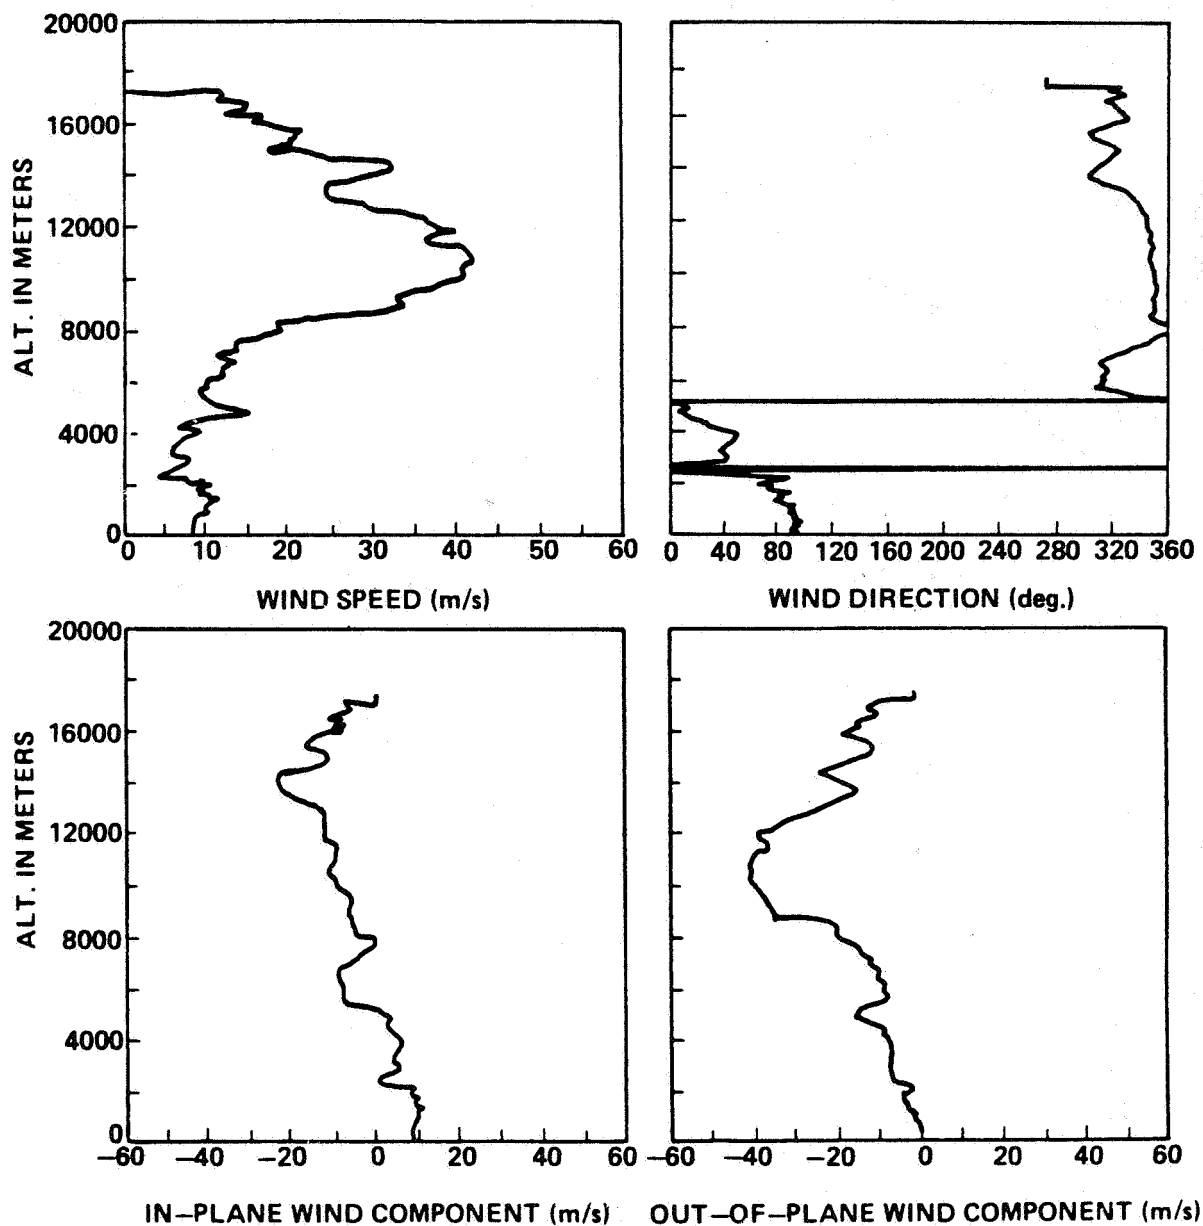 20000
16000
12000
8000
4000
0
ALT. IN METERS
0 10 20 30 40 50 60
WIND SPEED (m/s)
0 40 80 120 160 200 240 280 320 360
WIND DIRECTION (deg.)
20000
16000
12000
8000
4000
0
ALT. IN METERS
−60 −40 −20 0 20 40 60
IN−PLANE WIND COMPONENT (m/s)
−60 −40 −20 0 20 40 60
OUT−OF−PLANE WIND COMPONENT (m/s)